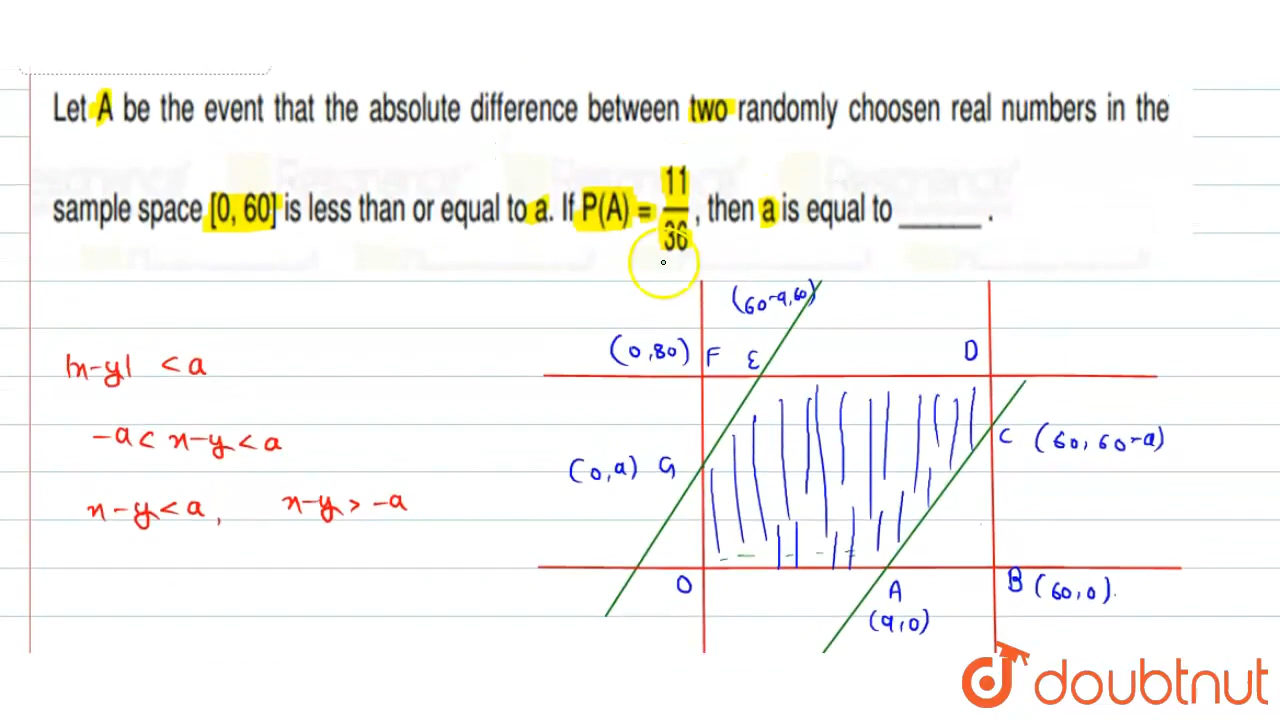 Let A be the event that the absolute difference between two randomly choosen real numbers in the
sample space [0, 60] is less than or equal to a. If P(A) = 11/36, then a is equal to ______ .
(60-a,60)
|x-y| < a
(0,80) F E D
-a < x-y < a
C (60, 60-a)
(0,a) G
x-y < a, x-y > -a
O A B (60,0).
(a,0)
doubtnut